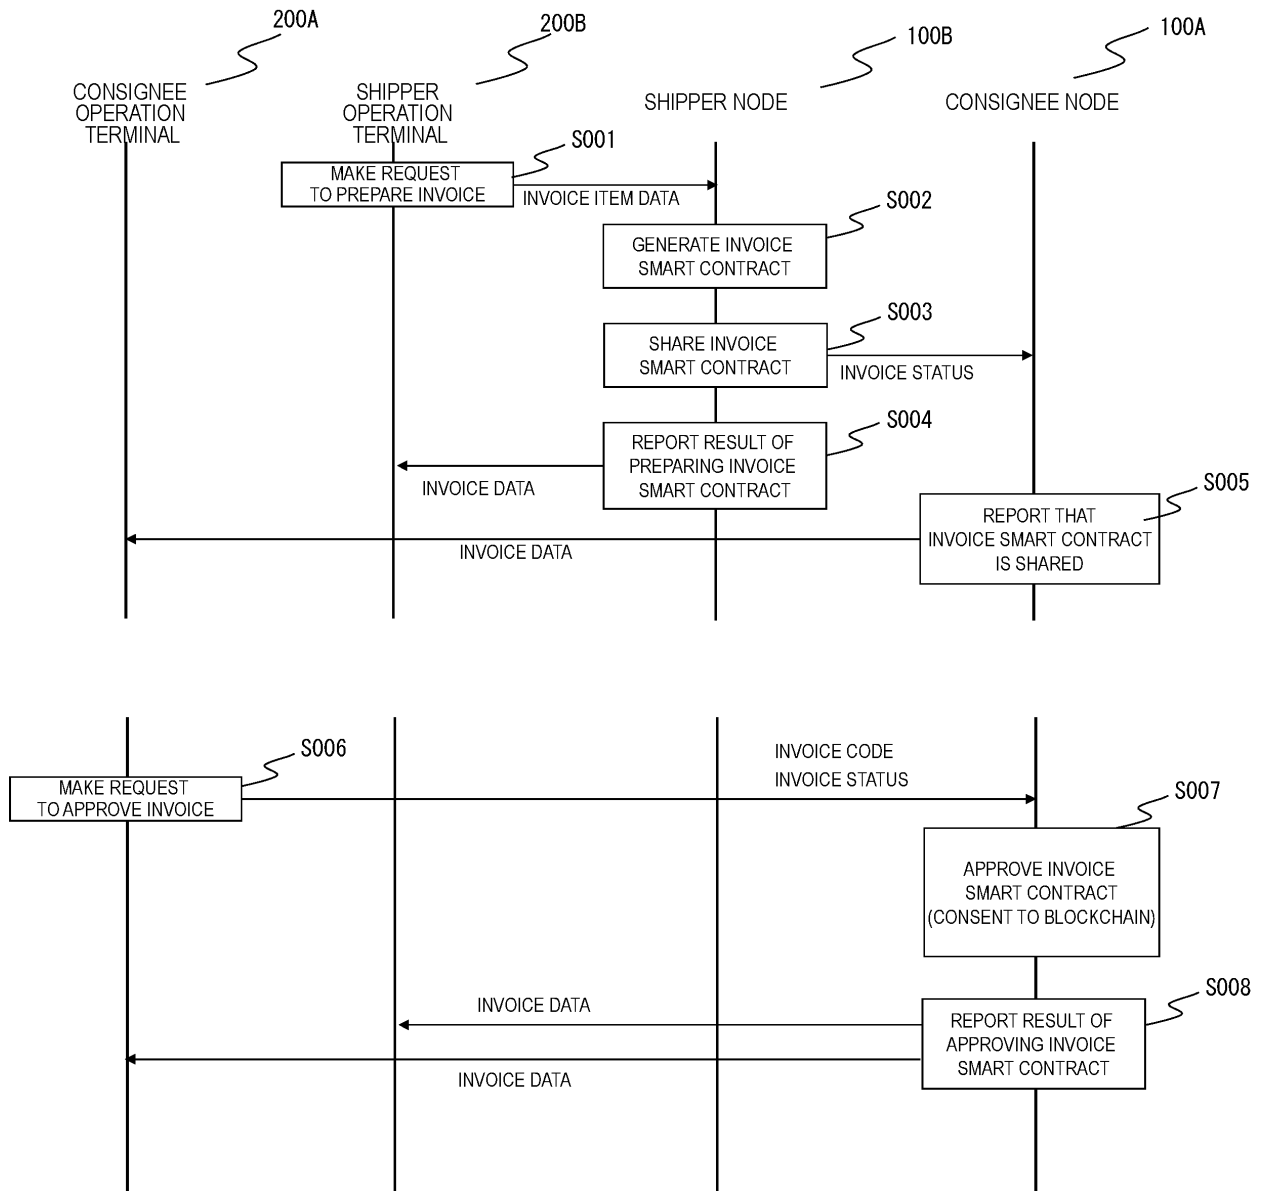 200A
200B
100B
100A
CONSIGNEE
OPERATION
TERMINAL
SHIPPER
OPERATION
TERMINAL
SHIPPER NODE
CONSIGNEE NODE
S001
MAKE REQUEST
TO PREPARE INVOICE
INVOICE ITEM DATA
S002
GENERATE INVOICE
SMART CONTRACT
S003
SHARE INVOICE
SMART CONTRACT
INVOICE STATUS
S004
REPORT RESULT OF
PREPARING INVOICE
SMART CONTRACT
INVOICE DATA
S005
REPORT THAT
INVOICE SMART CONTRACT
IS SHARED
INVOICE DATA
S006
MAKE REQUEST
TO APPROVE INVOICE
INVOICE CODE
INVOICE STATUS
S007
APPROVE INVOICE
SMART CONTRACT
(CONSENT TO BLOCKCHAIN)
S008
REPORT RESULT OF
APPROVING INVOICE
SMART CONTRACT
INVOICE DATA
INVOICE DATA